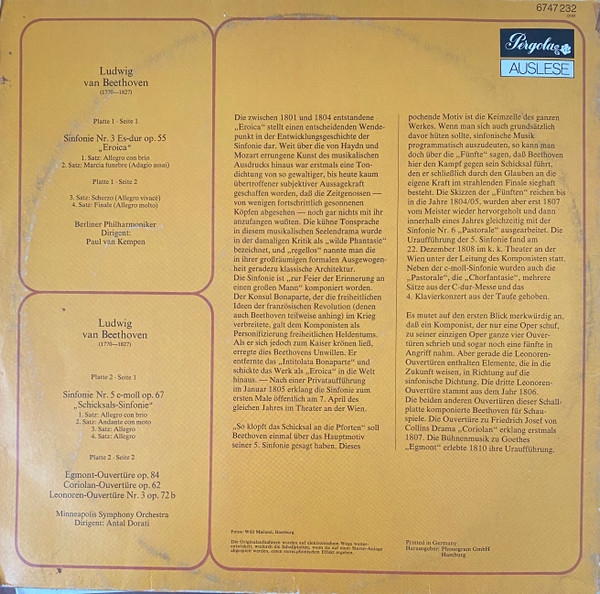 6747 232
Pergola
AUSLESE
Ludwig
van Beethoven
(1770—1827)
Platte 1 · Seite 1
Sinfonie Nr. 3 Es-dur op. 55
„Eroica“
1. Satz: Allegro con brio
2. Satz: Marcia funebre (Adagio assai)
Platte 1 · Seite 2
3. Satz: Scherzo (Allegro vivace)
4. Satz: Finale (Allegro molto)
Berliner Philharmoniker
Dirigent:
Paul van Kempen
Ludwig
van Beethoven
(1770—1827)
Platte 2 · Seite 1
Sinfonie Nr. 5 c-moll op. 67
„Schicksals-Sinfonie“
1. Satz: Allegro con brio
2. Satz: Andante con moto
3. Satz: Allegro
4. Satz: Allegro
Platte 2 · Seite 2
Egmont-Ouvertüre op. 84
Coriolan-Ouvertüre op. 62
Leonoren-Ouvertüre Nr. 3 op. 72 b
Minneapolis Symphony Orchestra
Dirigent: Antal Dorati
Die zwischen 1801 und 1804 entstandene
„Eroica“ stellt einen entscheidenden Wende-
punkt in der Entwicklungsgeschichte der
Sinfonie dar. Weit über die von Haydn und
Mozart errungene Kunst des musikalischen
Ausdrucks hinaus war erstmals eine Ton-
dichtung von so gewaltiger, bis heute kaum
übertroffener subjektiver Aussagekraft
geschaffen worden, daß die Zeitgenossen —
von wenigen fortschrittlich gesonnenen
Köpfen abgesehen — noch gar nichts mit ihr
anzufangen wußten. Die kühne Tonsprache
in diesem musikalischen Seelendrama wurde
in der damaligen Kritik als „wilde Phantasie“
bezeichnet, und „regellos“ nannte man die
in ihrer großräumigen formalen Ausgewogen-
heit geradezu klassische Architektur.
Die Sinfonie ist „zur Feier der Erinnerung an
einen großen Mann“ komponiert worden.
Der Konsul Bonaparte, der die freiheitlichen
Ideen der französischen Revolution (denen
auch Beethoven teilweise anhing) im Krieg
verbreitete, galt dem Komponisten als
Personifizierung freiheitlichen Heldentums.
Als er sich jedoch zum Kaiser krönen ließ,
erregte dies Beethovens Unwillen. Er
entfernte das „Intitolata Bonaparte“ und
schickte das Werk als „Eroica“ in die Welt
hinaus. — Nach einer Privataufführung
im Januar 1805 erklang die Sinfonie zum
ersten Male öffentlich am 7. April des
gleichen Jahres im Theater an der Wien.
„So klopft das Schicksal an die Pforten“ soll
Beethoven einmal über das Hauptmotiv
seiner 5. Sinfonie gesagt haben. Dieses
pochende Motiv ist die Keimzelle des ganzen
Werkes. Wenn man sich auch grundsätzlich
davor hüten sollte, sinfonische Musik
programmatisch auszudeuten, so kann man
doch über die „Fünfte“ sagen, daß Beethoven
hier den Kampf gegen sein Schicksal führt,
den er schließlich durch den Glauben an die
eigene Kraft im strahlenden Finale sieghaft
besteht. Die Skizzen der „Fünften“ reichen bis
in die Jahre 1804/05, wurden aber erst 1807
vom Meister wieder hervorgeholt und dann
innerhalb eines Jahres gleichzeitig mit der
Sinfonie Nr. 6 „Pastorale“ ausgearbeitet. Die
Uraufführung der 5. Sinfonie fand am
22. Dezember 1808 im k. k. Theater an der
Wien unter der Leitung des Komponisten statt.
Neben der c-moll-Sinfonie wurden auch die
„Pastorale“, die „Chorfantasie“, mehrere
Sätze aus der C-dur-Messe und das
4. Klavierkonzert aus der Taufe gehoben.
Es mutet auf den ersten Blick merkwürdig an,
daß ein Komponist, der nur eine Oper schuf,
zu seiner einzigen Oper ganze vier Ouver-
türen schrieb und sogar noch eine fünfte in
Angriff nahm. Aber gerade die Leonoren-
Ouvertüren enthalten Elemente, die in die
Zukunft weisen, in Richtung auf die
sinfonische Dichtung. Die dritte Leonoren-
Ouvertüre stammt aus dem Jahr 1806.
Die beiden anderen Ouvertüren dieser Schall-
platte komponierte Beethoven für Schau-
spiele. Die Ouvertüre zu Friedrich Josef von
Collins Drama „Coriolan“ erklang erstmals
1807. Die Bühnenmusik zu Goethes
„Egmont“ erlebte 1810 ihre Uraufführung.
Fotos: Will Maiuni, Hamburg
Die Originalaufnahmen wurden auf elektronischem Wege weiter-
entwickelt, wodurch die Schallplatten, wenn sie auf einer Stereo-Anlage
abgespielt werden, einen stereophonischen Effekt ergeben.
Printed in Germany
Herausgeber: Phonogram GmbH
Hamburg